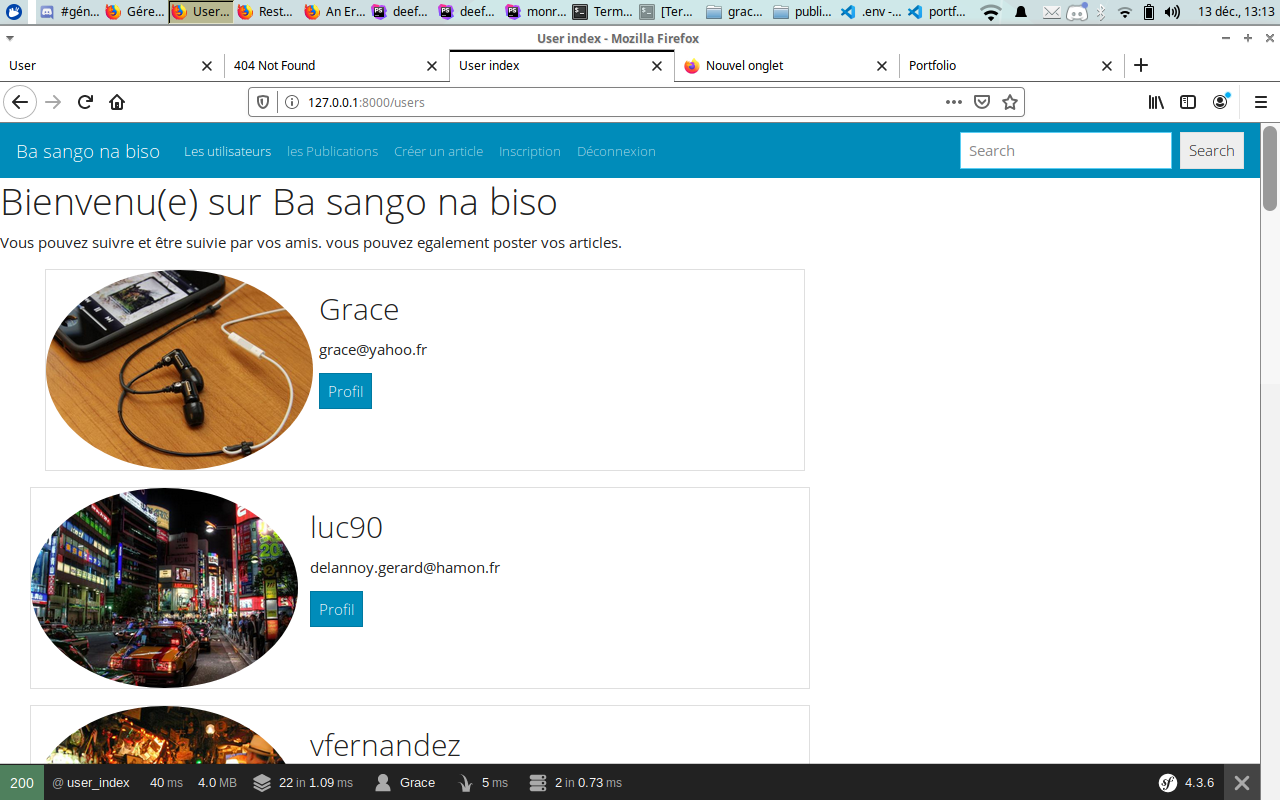 #gén... Gére... User... Rest... An Er... deef... deef... monr... Term... [Ter... grac... publi... .env -... portf... 13 déc., 13:13
User index - Mozilla Firefox
User 404 Not Found User index Nouvel onglet Portfolio
127.0.0.1:8000/users
Ba sango na biso Les utilisateurs les Publications Créer un article Inscription Déconnexion Search Search
Bienvenu(e) sur Ba sango na biso
Vous pouvez suivre et être suivie par vos amis. vous pouvez egalement poster vos articles.
Grace
grace@yahoo.fr
Profil
luc90
delannoy.gerard@hamon.fr
Profil
vfernandez
200 @ user_index 40 ms 4.0 MB 22 in 1.09 ms Grace 5 ms 2 in 0.73 ms sf 4.3.6